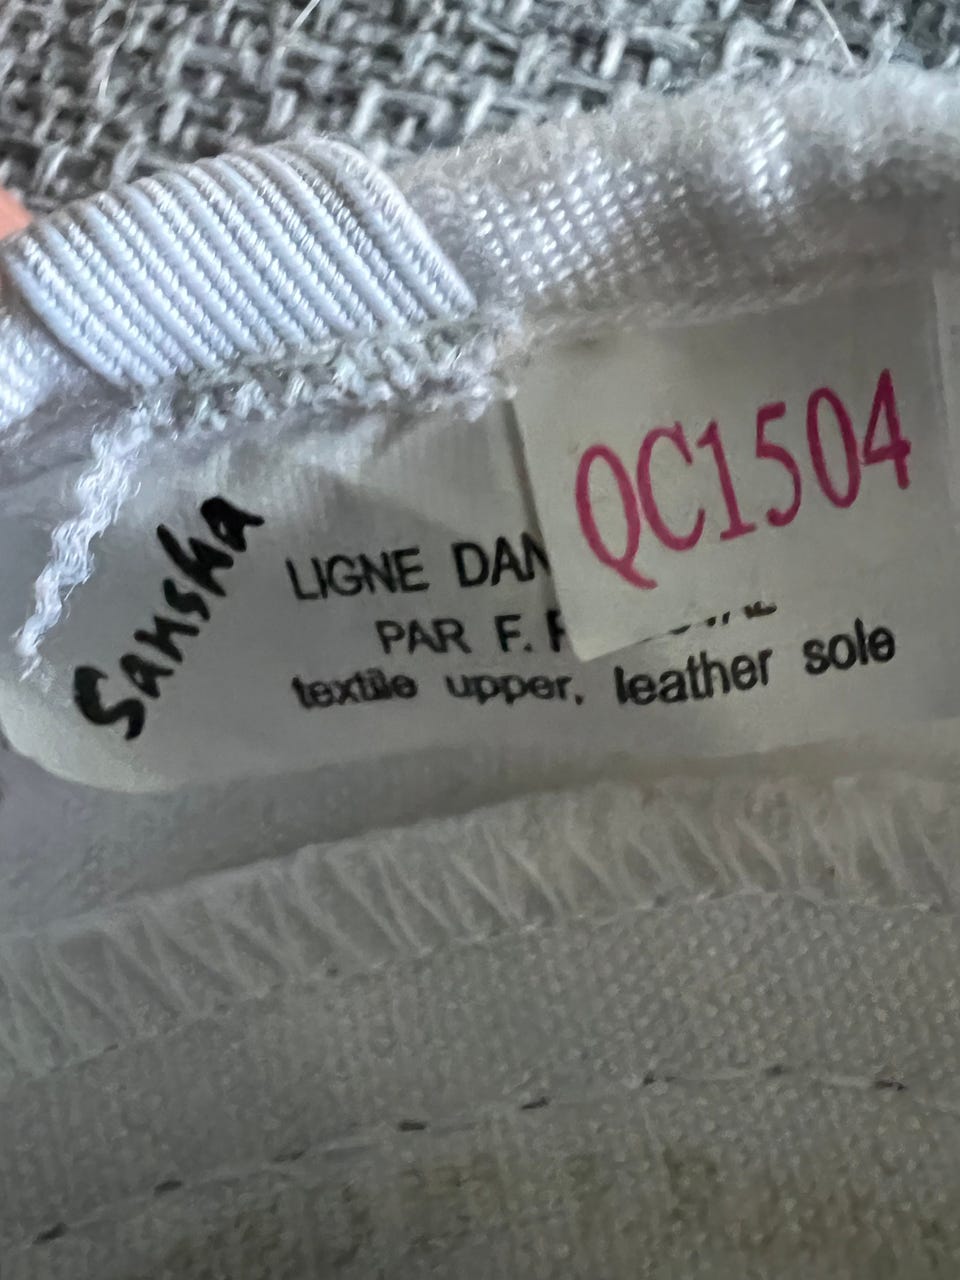 Sansha
QC1504
LIGNE DAN
PAR F.
textile upper. leather sole